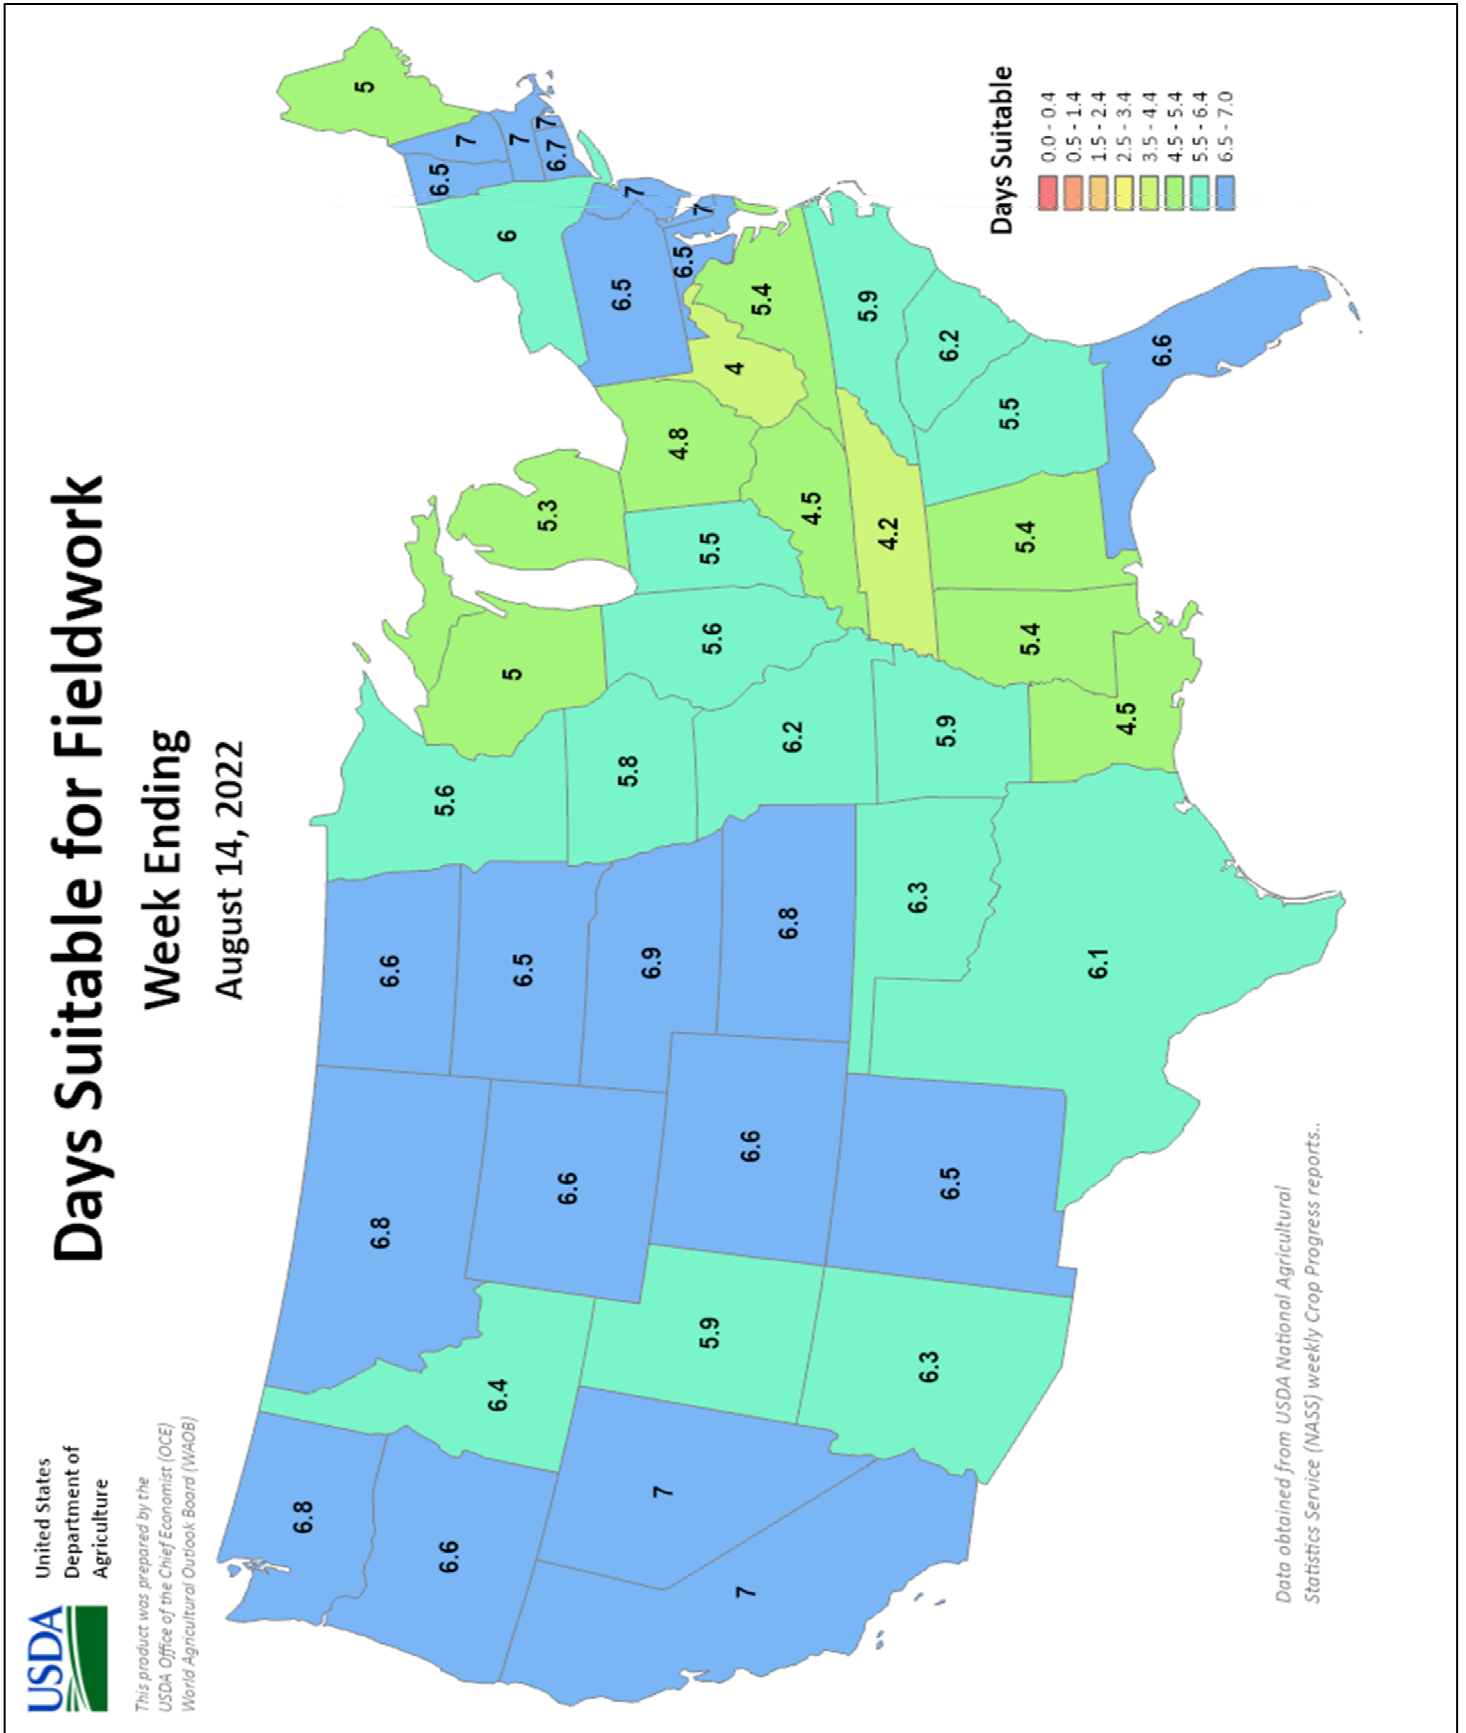 USDA
United States
Department of
Agriculture
This product was prepared by the
USDA Office of the Chief Economist (OCE)
World Agricultural Outlook Board (WAOB)
Days Suitable for Fieldwork
Week Ending
August 14, 2022
6.8
6.6
7
7
6.4
6.8
6.6
5.9
6.3
6.6
6.5
6.6
6.5
6.9
6.8
6.3
6.1
5.6
5.8
6.2
5.9
4.5
5
5.6
5.4
5.3
5.5
4.8
4.5
4.2
5.4
5.5
6.6
6.2
5.9
5.4
4
6.5
6.5
7
7
6
6.5
7
7
6.7
7
5
Days Suitable
0.0 - 0.4
0.5 - 1.4
1.5 - 2.4
2.5 - 3.4
3.5 - 4.4
4.5 - 5.4
5.5 - 6.4
6.5 - 7.0
Data obtained from USDA National Agricultural
Statistics Service (NASS) weekly Crop Progress reports..